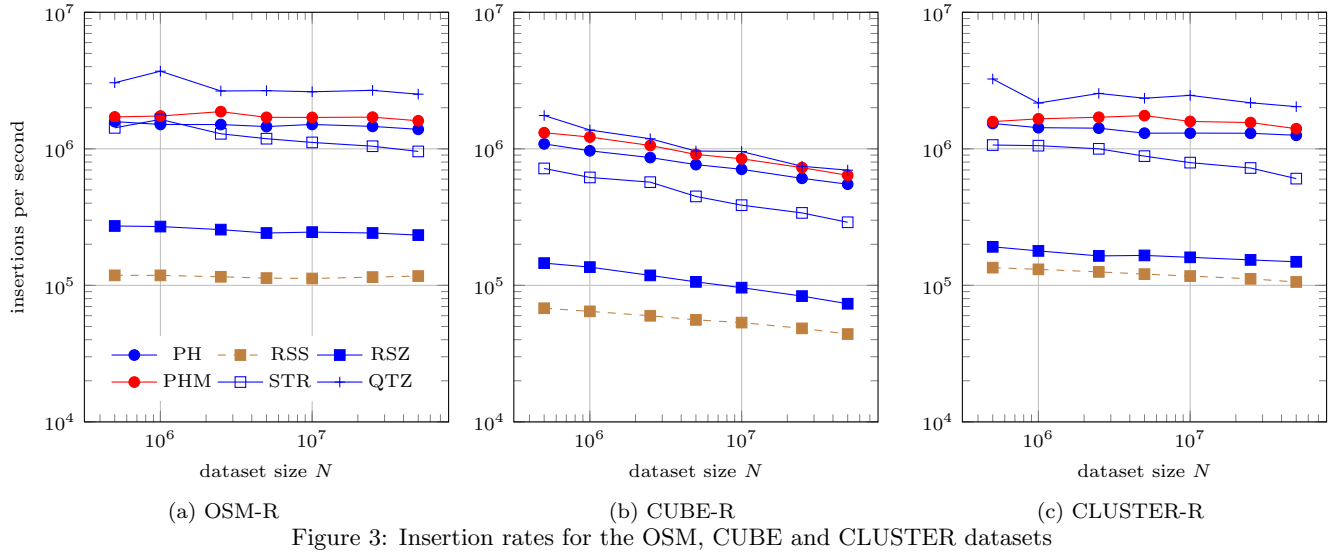 10^7
10^6
10^5
10^4
insertions per second
PH RSS RSZ
PHM STR QTZ
10^6 10^7
dataset size N
(a) OSM-R
10^7
10^6
10^5
10^4
10^6 10^7
dataset size N
(b) CUBE-R
10^7
10^6
10^5
10^4
10^6 10^7
dataset size N
(c) CLUSTER-R
Figure 3: Insertion rates for the OSM, CUBE and CLUSTER datasets